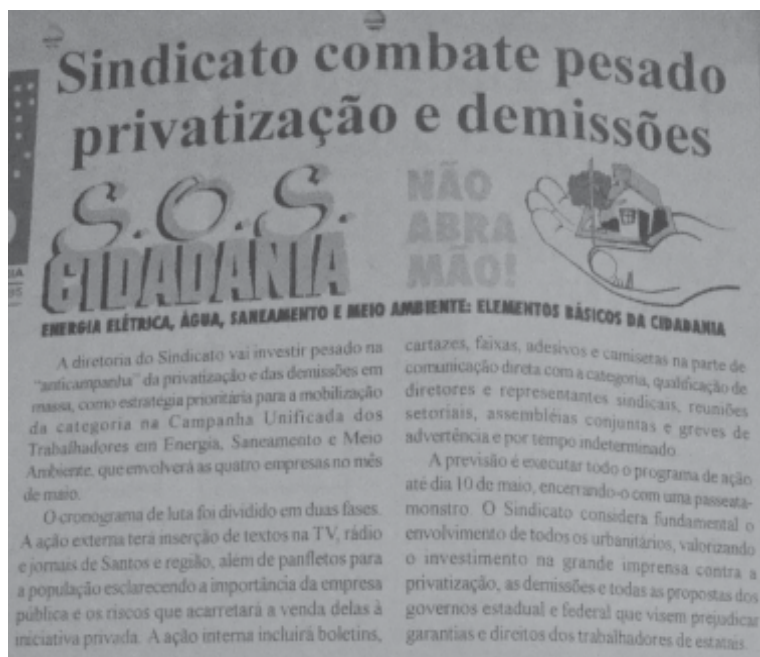 Sindicato combate pesado
privatização e demissões
S.O.S.
CIDADANIA
NÃO
ABRA
MÃO!
ENERGIA ELÉTRICA, ÁGUA, SANEAMENTO E MEIO AMBIENTE: ELEMENTOS BÁSICOS DA CIDADANIA
A diretoria do Sindicato vai investir pesado na
"anticampanha" da privatização e das demissões em
massa, como estratégia prioritária para a mobilização
da categoria na Campanha Unificada dos
Trabalhadores em Energia, Saneamento e Meio
Ambiente, que envolverá as quatro empresas no mês
de maio.
O cronograma de luta foi dividido em duas fases.
A ação externa terá inserção de textos na TV, rádio
e jornais de Santos e região, além de panfletos para
a população esclarecendo a importância da empresa
pública e os riscos que acarretará a venda delas à
iniciativa privada. A ação interna incluirá boletins,
cartazes, faixas, adesivos e camisetas na parte de
comunicação direta com a categoria, qualificação de
diretores e representantes sindicais, reuniões
setoriais, assembléias conjuntas e greves de
advertência e por tempo indeterminado.
A previsão é executar todo o programa de ação
até dia 10 de maio, encerrando-o com uma passeata-
monstro. O Sindicato considera fundamental o
envolvimento de todos os urbanitários, valorizando
o investimento na grande imprensa contra a
privatização, as demissões e todas as propostas dos
governos estadual e federal que visem prejudicar
garantias e direitos dos trabalhadores de estatais.